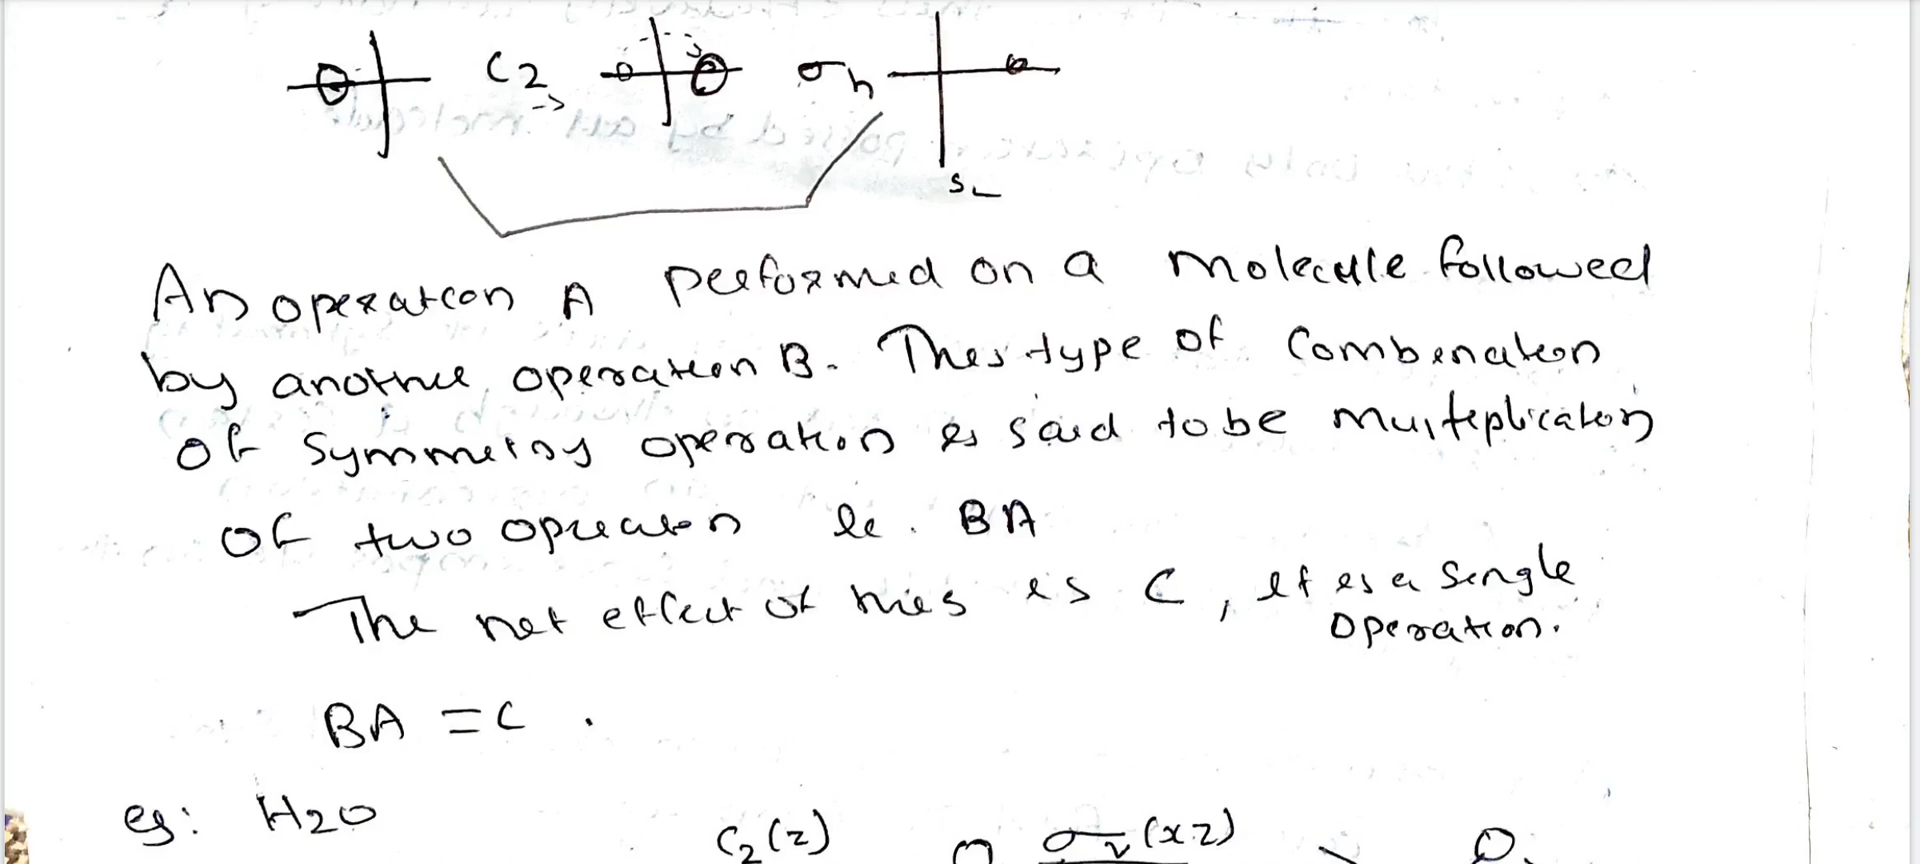 C2 → σh
S2
An operation A performed on a molecule followed
by another operation B. This type of combination
of symmetry operation is said to be multiplication
of two operation ie. BA
The net effect of this is C, it is a single
operation.
BA = C.
eg: H2O
C2(z) σv(xz)